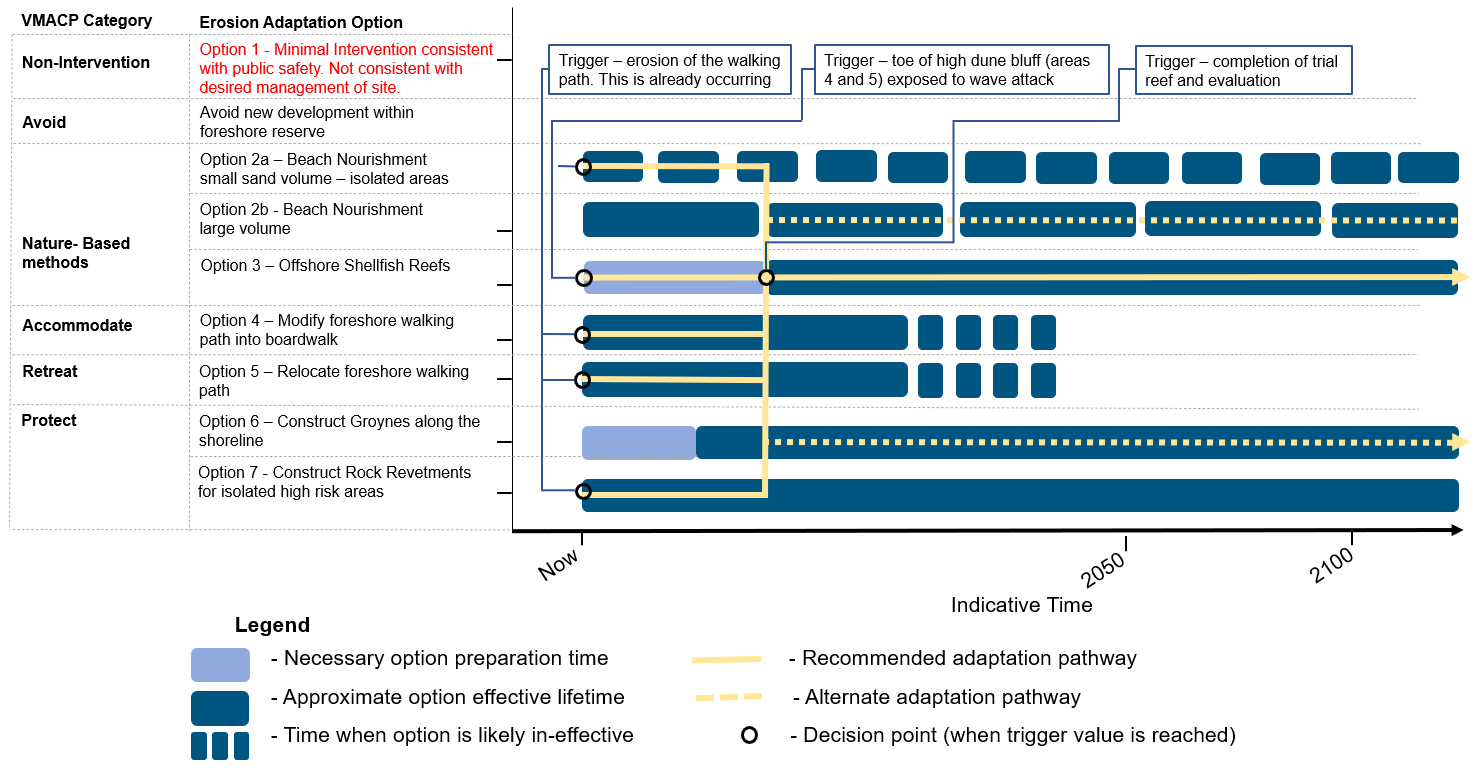 VMACP Category
Erosion Adaptation Option
Non-Intervention
Option 1 - Minimal Intervention consistent
with public safety. Not consistent with
desired management of site.
Trigger – erosion of the walking
path. This is already occurring
Trigger – toe of high dune bluff (areas
4 and 5) exposed to wave attack
Trigger – completion of trial
reef and evaluation
Avoid
Avoid new development within
foreshore reserve
Nature- Based
methods
Option 2a – Beach Nourishment
small sand volume – isolated areas
Option 2b - Beach Nourishment
large volume
Option 3 – Offshore Shellfish Reefs
Accommodate
Option 4 – Modify foreshore walking
path into boardwalk
Retreat
Option 5 – Relocate foreshore walking
path
Protect
Option 6 – Construct Groynes along the
shoreline
Option 7 - Construct Rock Revetments
for isolated high risk areas
Now
2050
2100
Indicative Time
Legend
- Necessary option preparation time
- Approximate option effective lifetime
- Time when option is likely in-effective
- Recommended adaptation pathway
- Alternate adaptation pathway
- Decision point (when trigger value is reached)